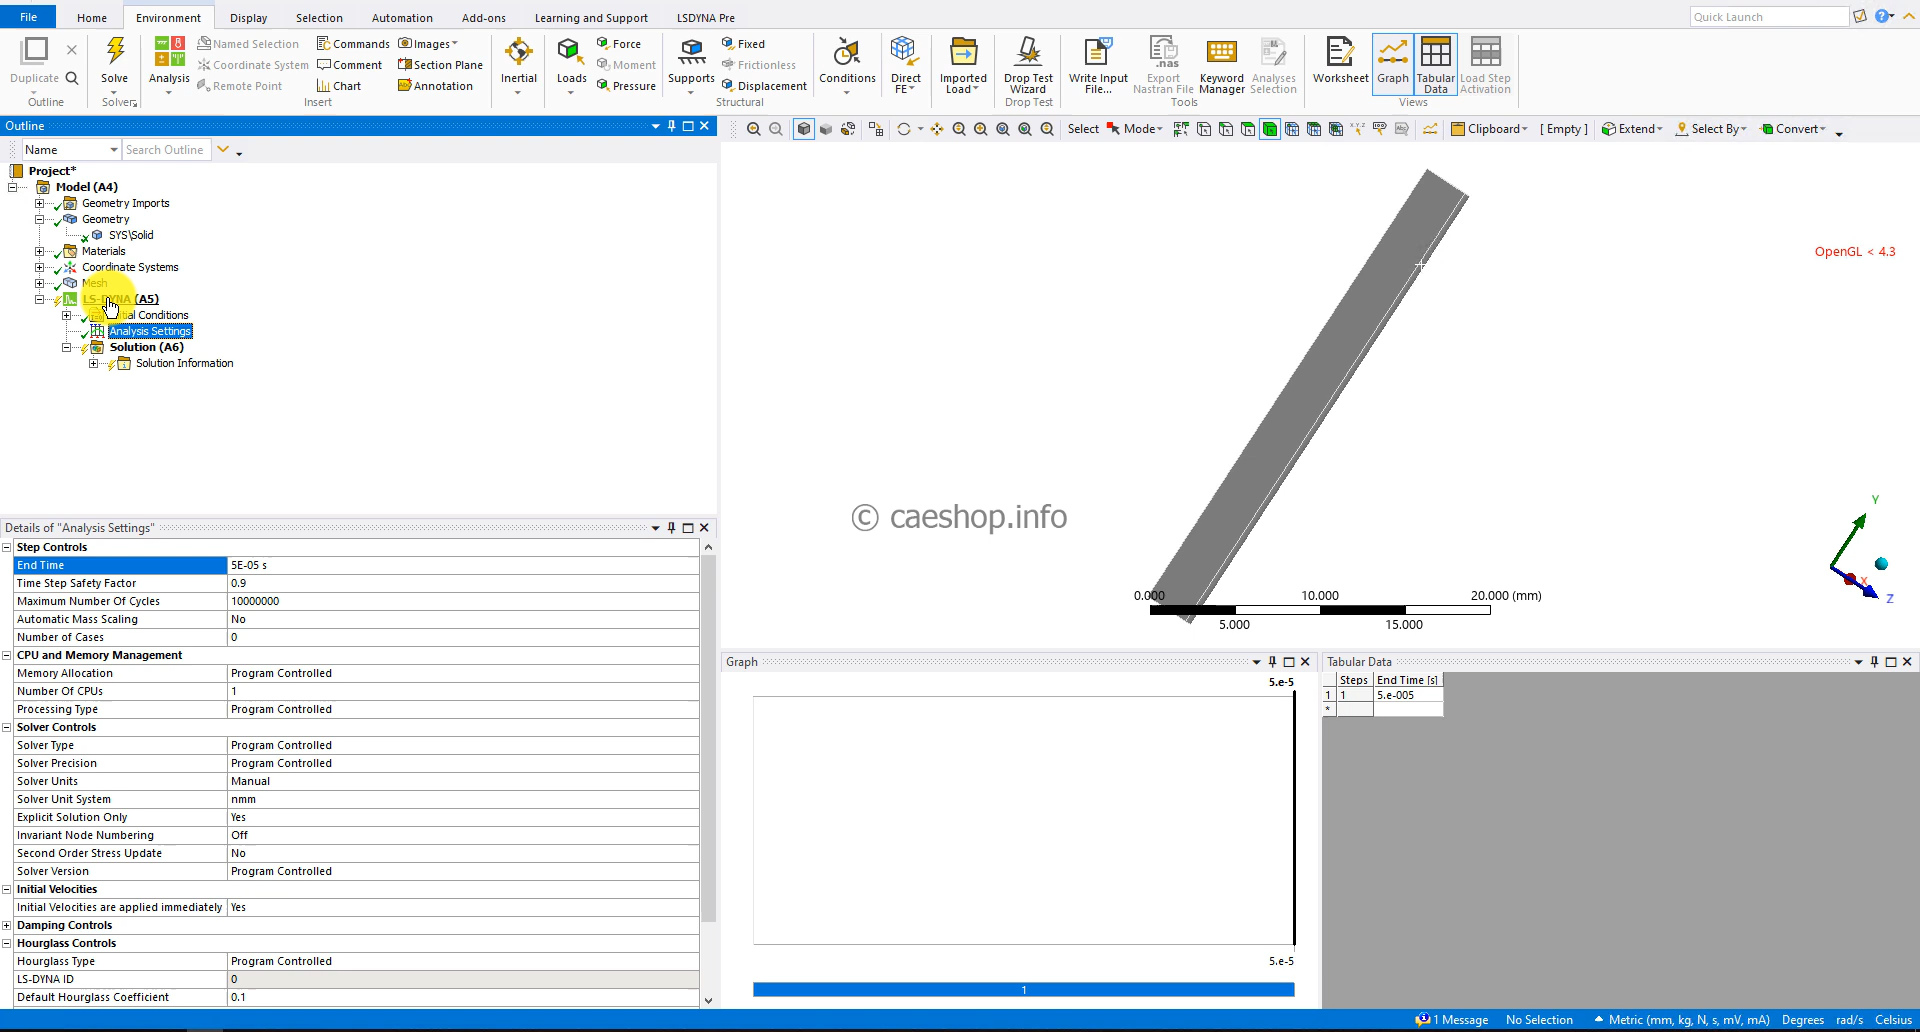 File Home Environment Display Selection Automation Add-ons Learning and Support LSDYNA Pre Quick Launch
Duplicate Solve Analysis Named Selection Commands Images Inertial Loads Force Supports Fixed Conditions Direct FE Imported Load Drop Test Wizard Write Input File... Export Nastran File Keyword Manager Analyses Selection Worksheet Graph Tabular Data Load Step Activation
.nas
Coordinate System Comment Section Plane Moment Frictionless
Remote Point Chart Annotation Pressure Displacement
Outline Solver Insert Structural Drop Test Tools Views
Outline
Select Mode Clipboard [ Empty ] Extend Select By Convert
Name Search Outline
Project*
Model (A4)
Geometry Imports
Geometry
SYS\Solid
Materials
Coordinate Systems
Mesh
LS-DYNA (A5)
Initial Conditions
Analysis Settings
Solution (A6)
Solution Information
OpenGL < 4.3
© caeshop.info
Y
X
Z
0.000 10.000 20.000 (mm)
5.000 15.000
Details of "Analysis Settings"
Step Controls
End Time 5E-05 s
Time Step Safety Factor 0.9
Maximum Number Of Cycles 10000000
Automatic Mass Scaling No
Number of Cases 0
CPU and Memory Management
Memory Allocation Program Controlled
Number Of CPUs 1
Processing Type Program Controlled
Solver Controls
Solver Type Program Controlled
Solver Precision Program Controlled
Solver Units Manual
Solver Unit System nmm
Explicit Solution Only Yes
Invariant Node Numbering Off
Second Order Stress Update No
Solver Version Program Controlled
Initial Velocities
Initial Velocities are applied immediately Yes
Damping Controls
Hourglass Controls
Hourglass Type Program Controlled
LS-DYNA ID 0
Default Hourglass Coefficient 0.1
Graph
5.e-5
5.e-5
1
Tabular Data
Steps End Time [s]
1 1 5.e-005
*
1 Message No Selection Metric (mm, kg, N, s, mV, mA) Degrees rad/s Celsius